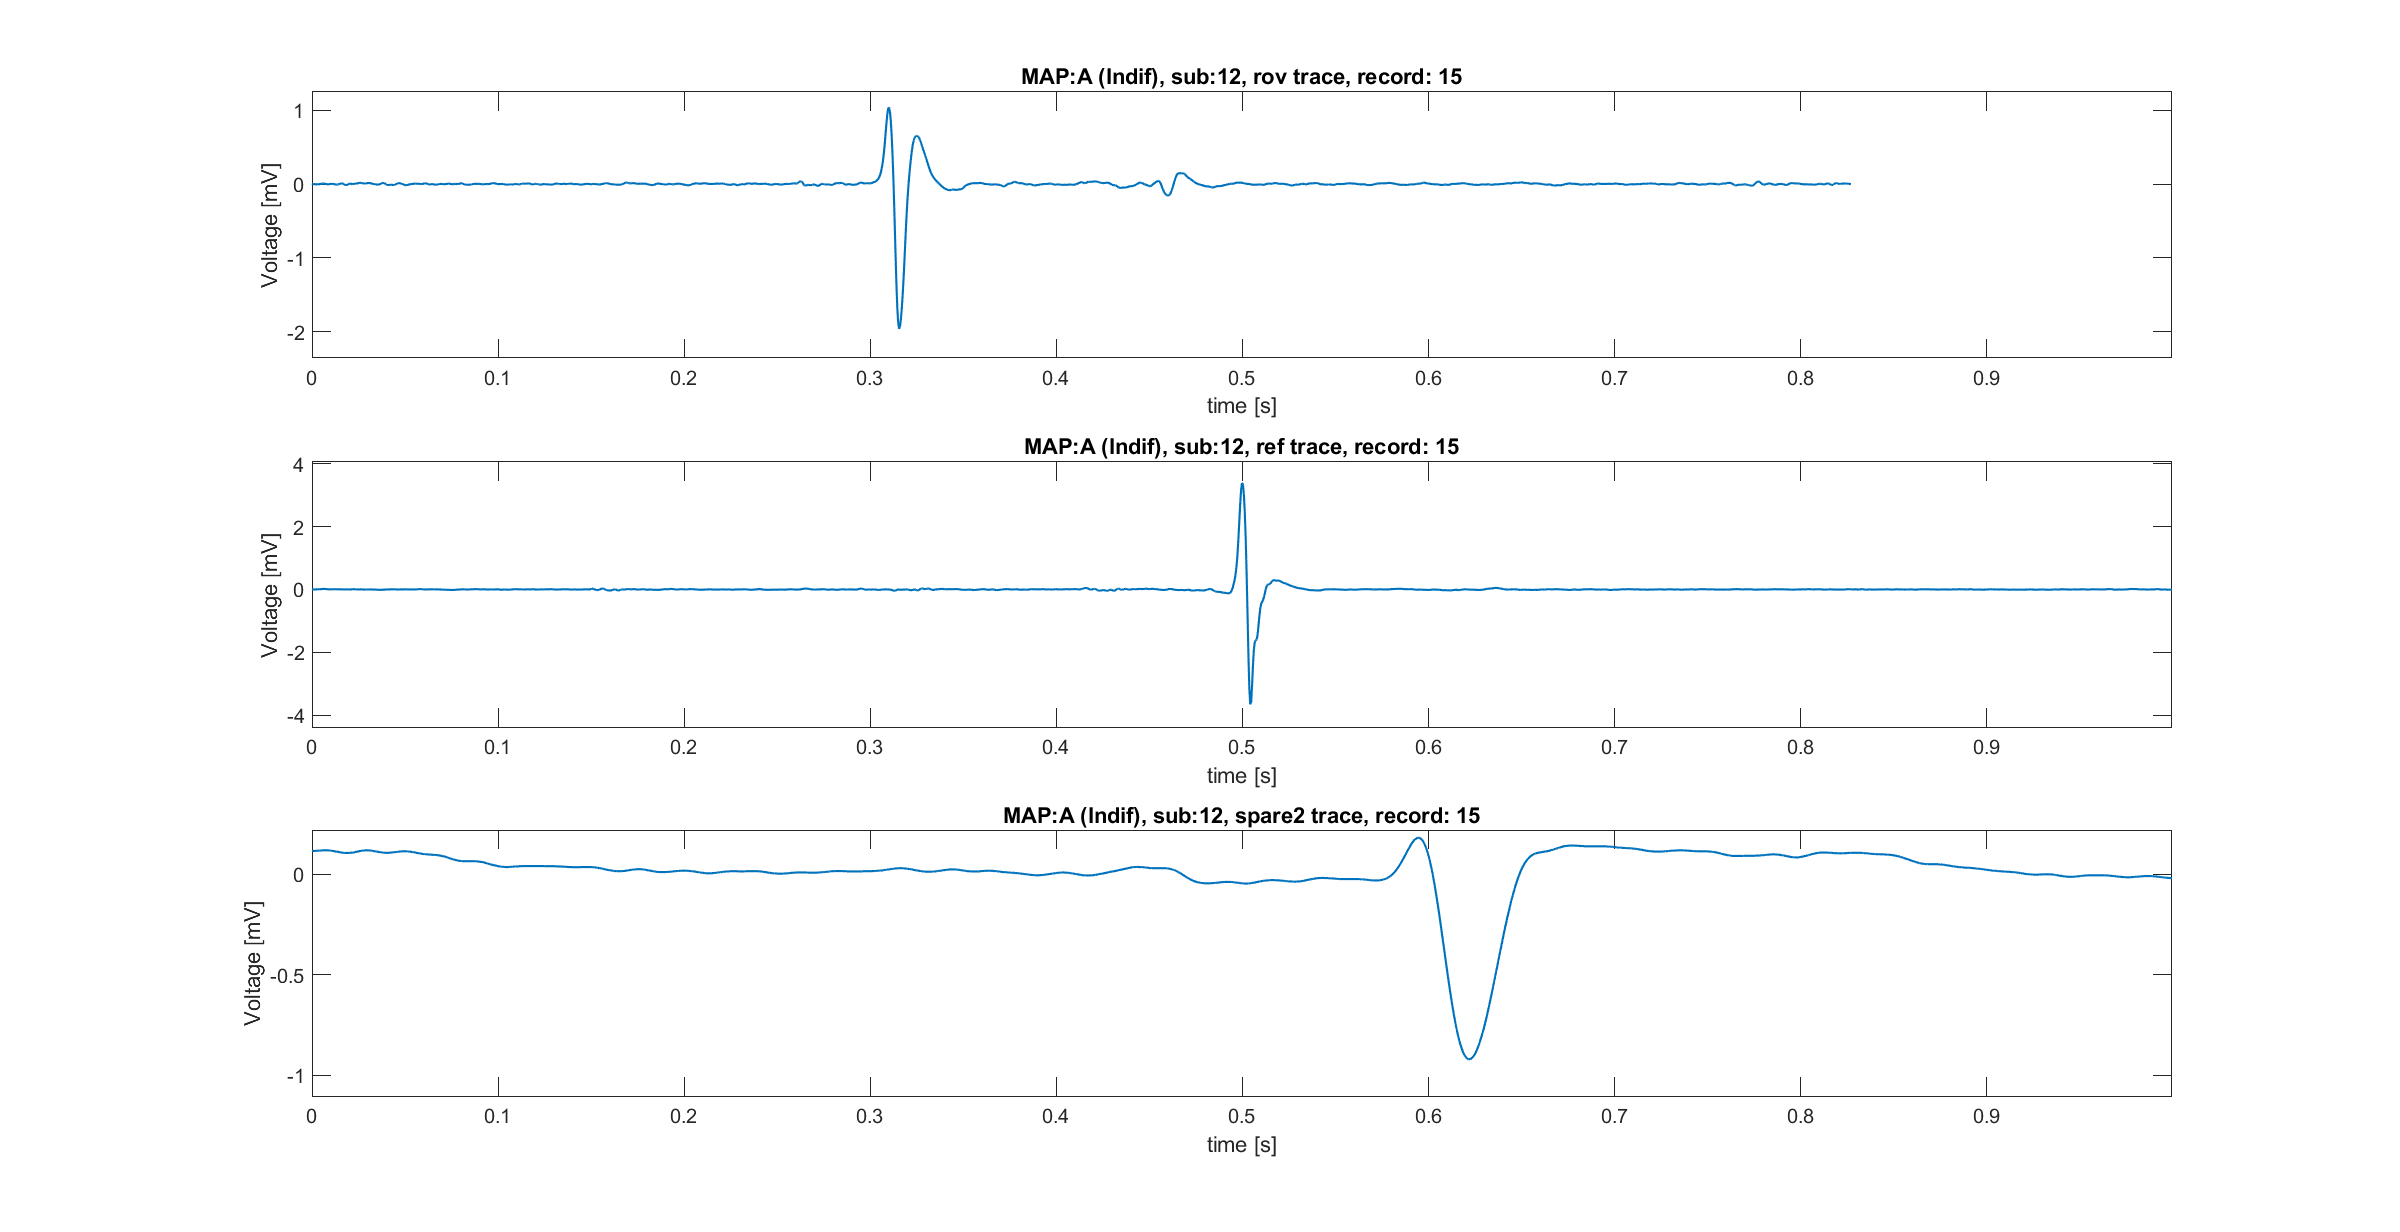 MAP:A (Indif), sub:12, rov trace, record: 15
1
0
-1
-2
Voltage [mV]
0 0.1 0.2 0.3 0.4 0.5 0.6 0.7 0.8 0.9
time [s]
MAP:A (Indif), sub:12, ref trace, record: 15
4
2
0
-2
-4
Voltage [mV]
0 0.1 0.2 0.3 0.4 0.5 0.6 0.7 0.8 0.9
time [s]
MAP:A (Indif), sub:12, spare2 trace, record: 15
0
-0.5
-1
Voltage [mV]
0 0.1 0.2 0.3 0.4 0.5 0.6 0.7 0.8 0.9
time [s]